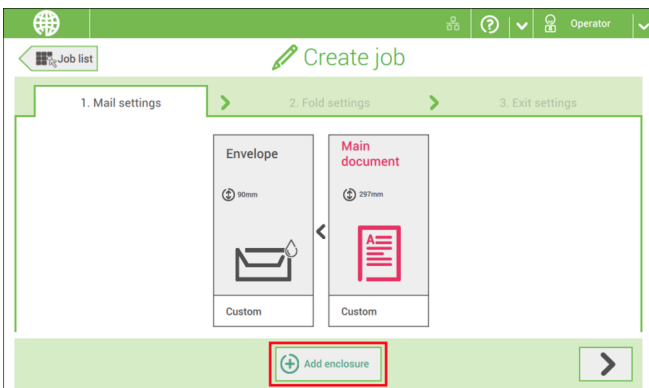 Operator
Job list
Create job
1. Mail settings
2. Fold settings
3. Exit settings
Envelope
90mm
Custom
Main
document
297mm
A
Custom
Add enclosure